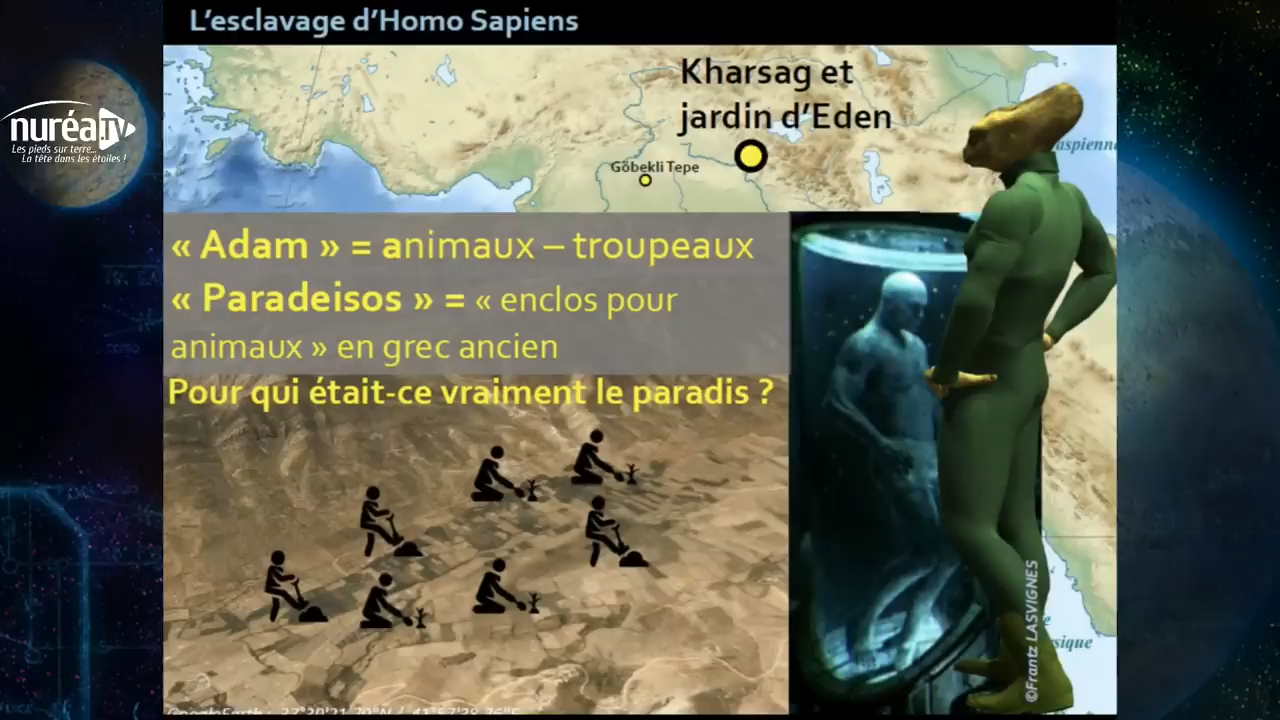 L'esclavage d'Homo Sapiens
Kharsag et
jardin d'Eden
Göbekli Tepe
aspienne
nuréa.TV
Les pieds sur terre...
La tête dans les étoiles !
« Adam » = animaux – troupeaux
« Paradeisos » = « enclos pour
animaux » en grec ancien
Pour qui était-ce vraiment le paradis ?
©Frantz LASVIGNES
sique